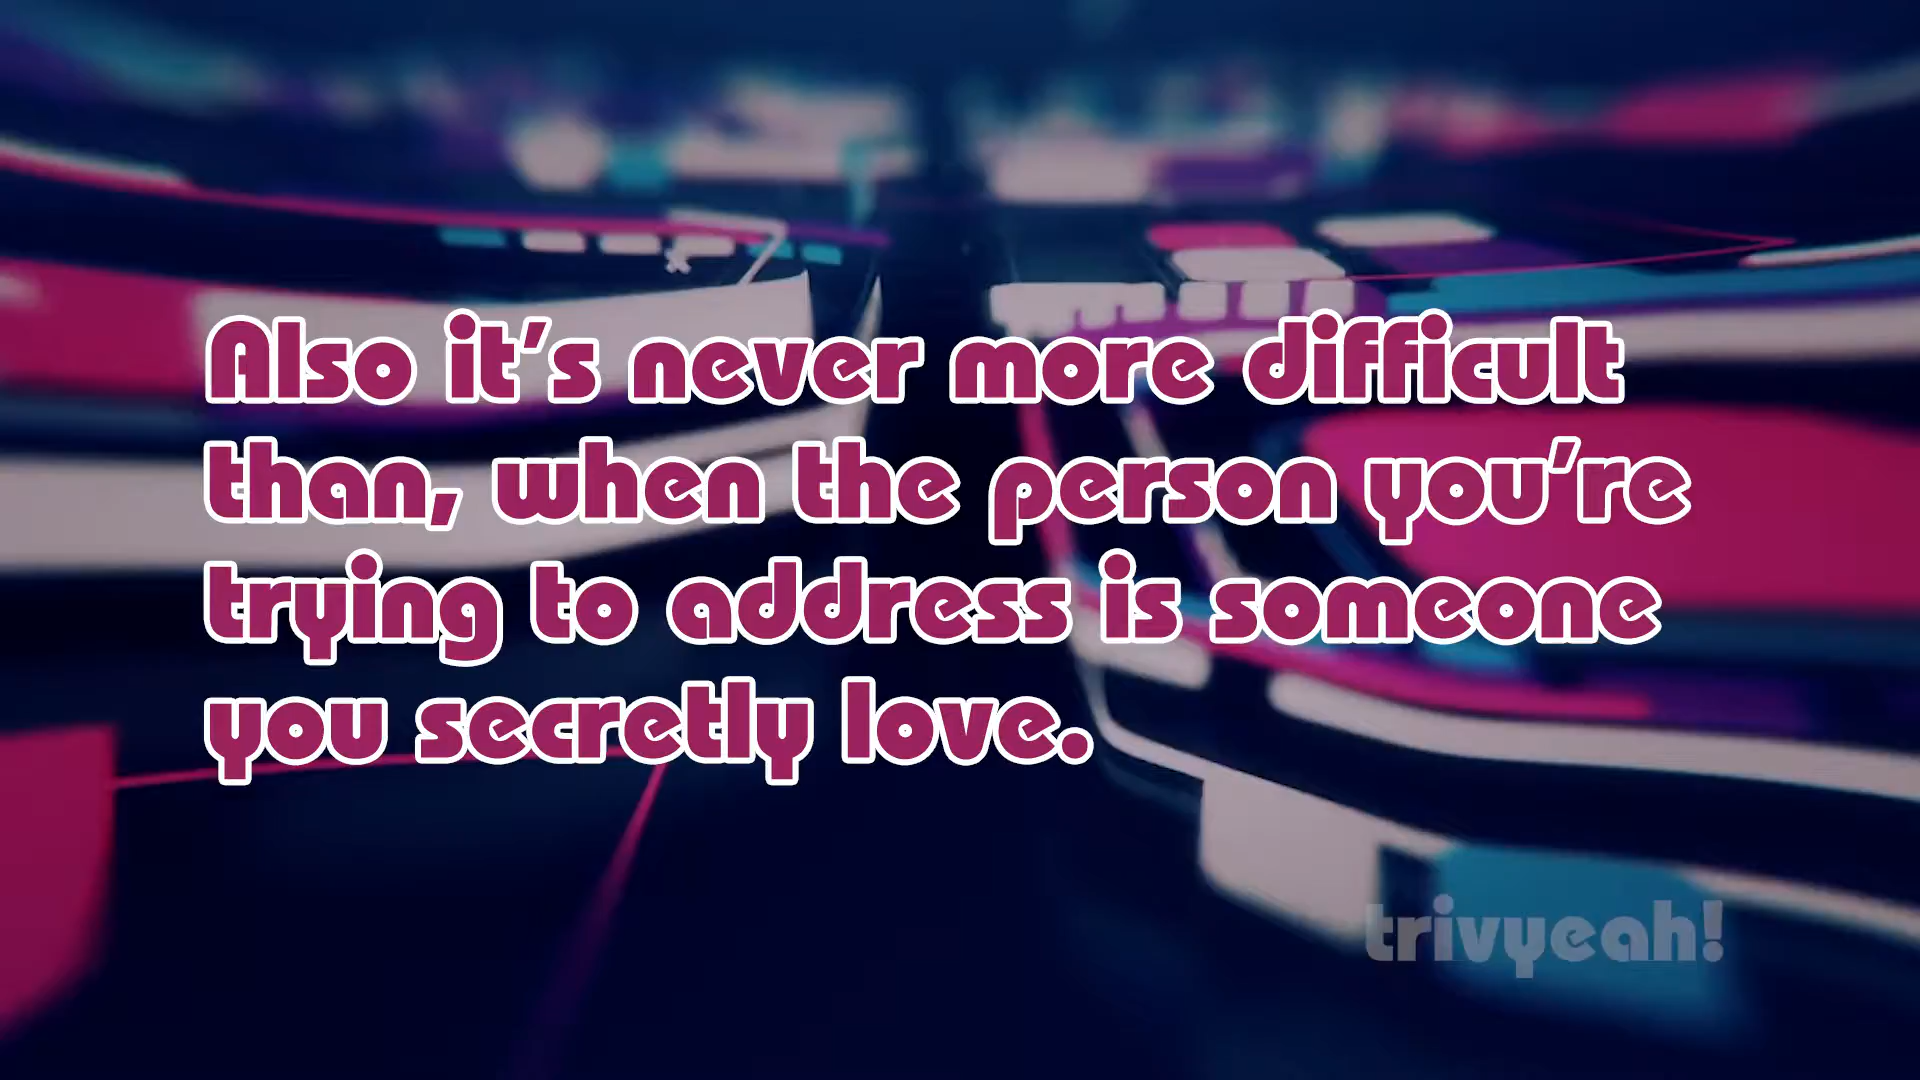 Also it's never more difficult
than, when the person you're
trying to address is someone
you secretly love.
trivyeah!